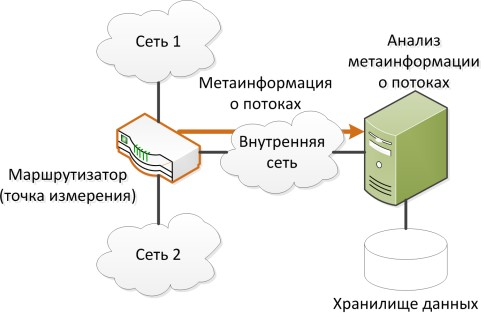 Сеть 1
Анализ
метаинформации
о потоках
Метаинформация
о потоках
Внутренняя
сеть
Маршрутизатор
(точка измерения)
Сеть 2
Хранилище данных